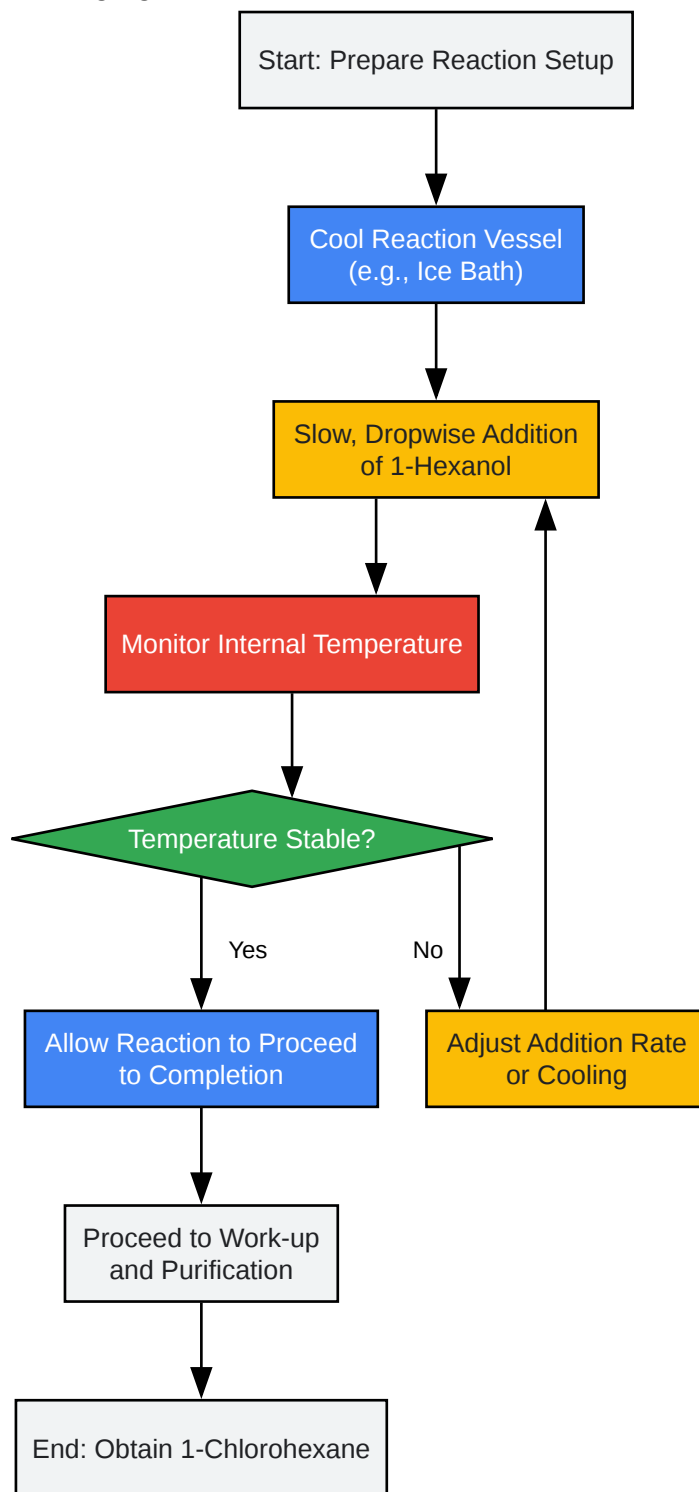 Start: Prepare Reaction Setup
Cool Reaction Vessel
(e.g., Ice Bath)
Slow, Dropwise Addition
of 1-Hexanol
Monitor Internal Temperature
Temperature Stable?
Yes
No
Allow Reaction to Proceed
to Completion
Adjust Addition Rate
or Cooling
Proceed to Work-up
and Purification
End: Obtain 1-Chlorohexane